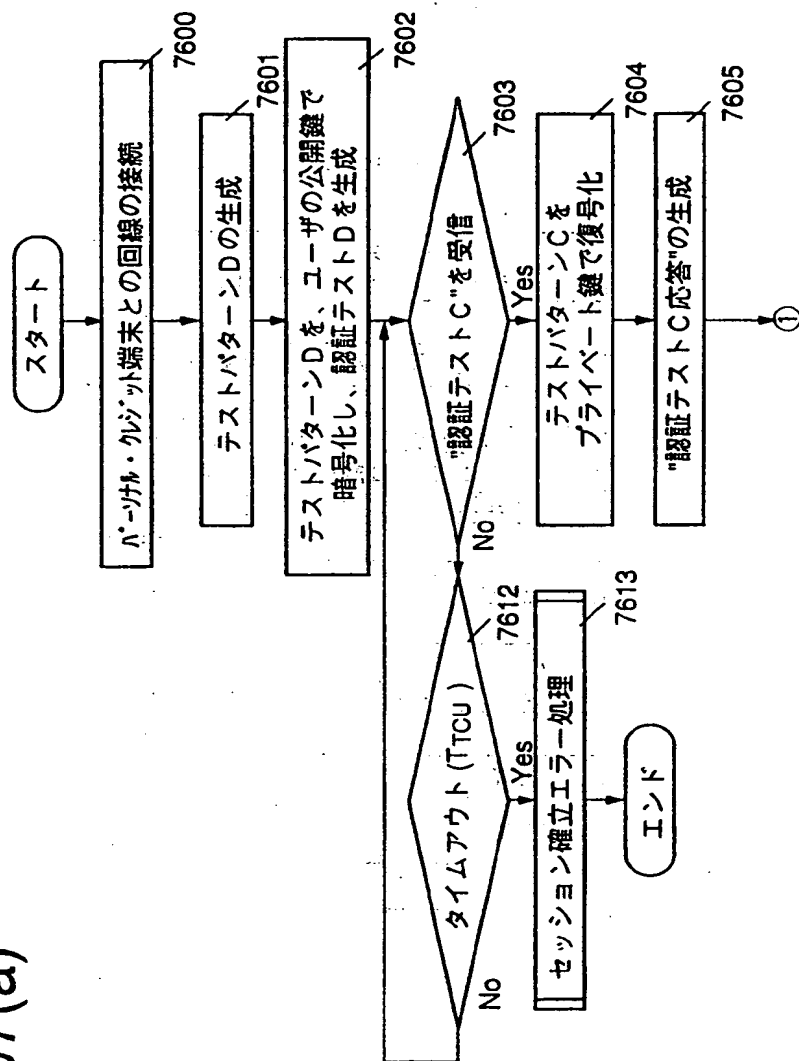 スタート
パーソナル・クレジット端末との回線の接続
7600
テストパターンDの生成
7601
テストパターンDを、ユーザの公開鍵で
暗号化し、認証テストDを生成
7602
"認証テストC"を受信
7603
Yes
No
テストパターンCを
プライベート鍵で復号化
7604
"認証テストC応答"の生成
7605
①
タイムアウト(TTCU)
7612
Yes
No
セッション確立エラー処理
7613
エンド
(a)